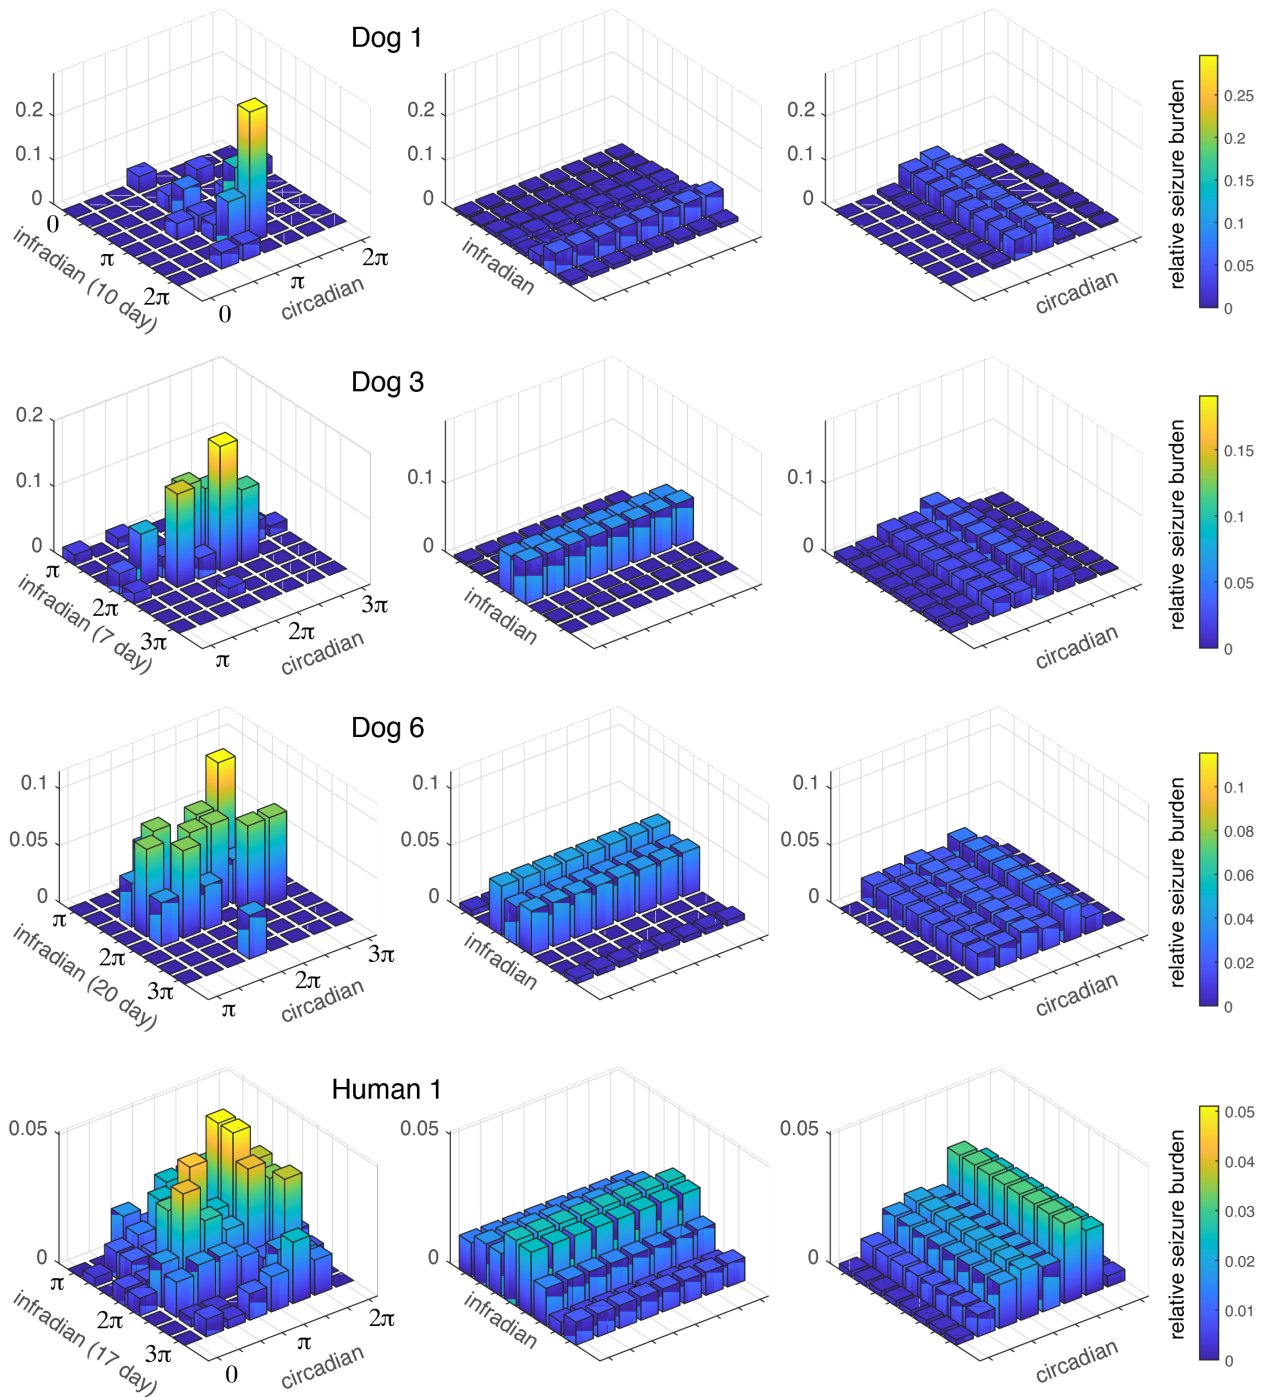 Dog 1
0.2
0.1
0
0
π
2π
infradian (10 day)
0
π
2π
circadian
0.2
0.1
0
infradian
0.2
0.1
0
circadian
relative seizure burden
0.25
0.2
0.15
0.1
0.05
0
Dog 3
0.2
0.1
0
π
2π
3π
infradian (7 day)
π
2π
3π
circadian
0.1
0
infradian
0.1
0
circadian
relative seizure burden
0.15
0.1
0.05
0
Dog 6
0.1
0.05
0
π
2π
3π
infradian (20 day)
π
2π
3π
circadian
0.1
0.05
0
infradian
0.1
0.05
0
circadian
relative seizure burden
0.1
0.08
0.06
0.04
0.02
0
Human 1
0.05
0
π
2π
3π
infradian (17 day)
0
π
2π
circadian
0.05
0
infradian
0.05
0
circadian
relative seizure burden
0.05
0.04
0.03
0.02
0.01
0